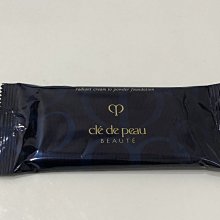 radiant cream to powder foundation
clé de peau
BEAUTÉ